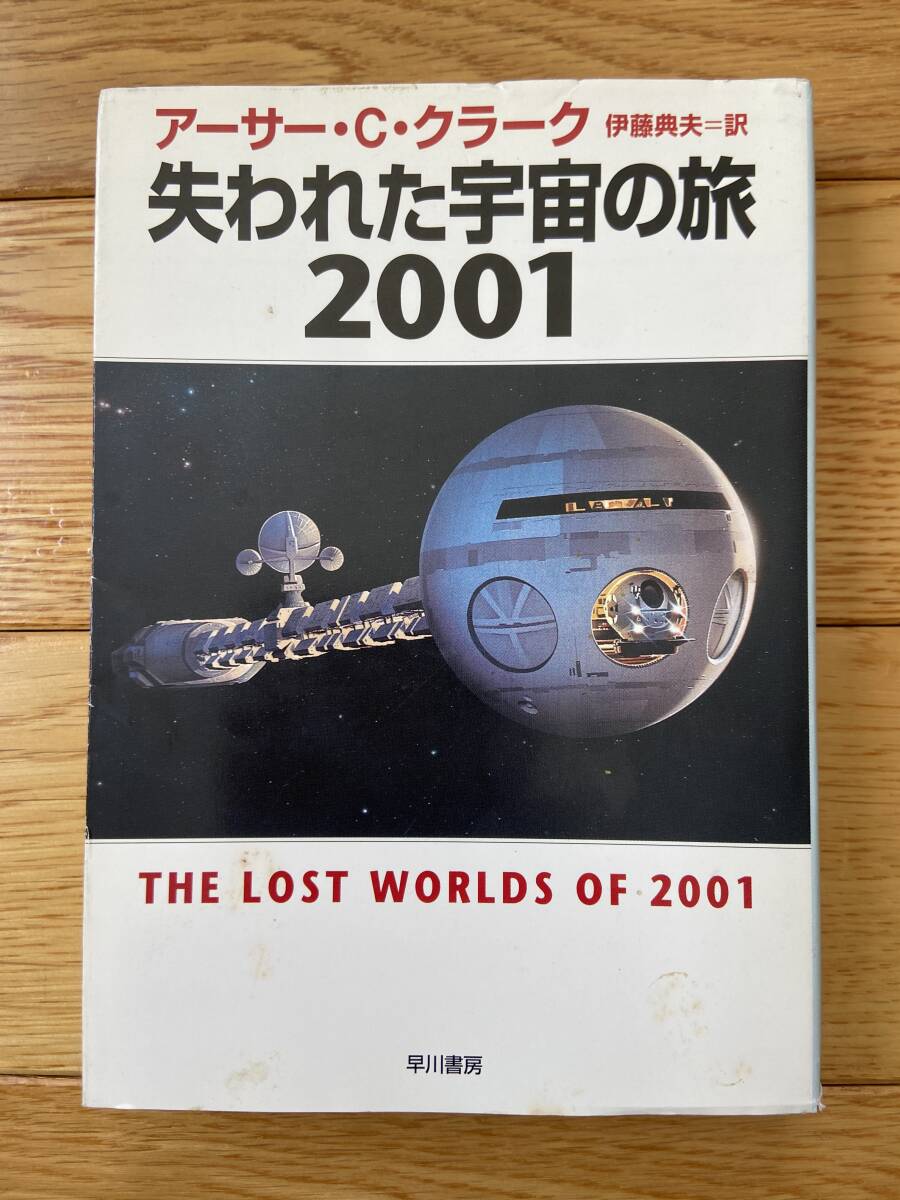 アーサー・C・クラーク 伊藤典夫=訳
失われた宇宙の旅
2001
THE LOST WORLDS OF 2001
早川書房